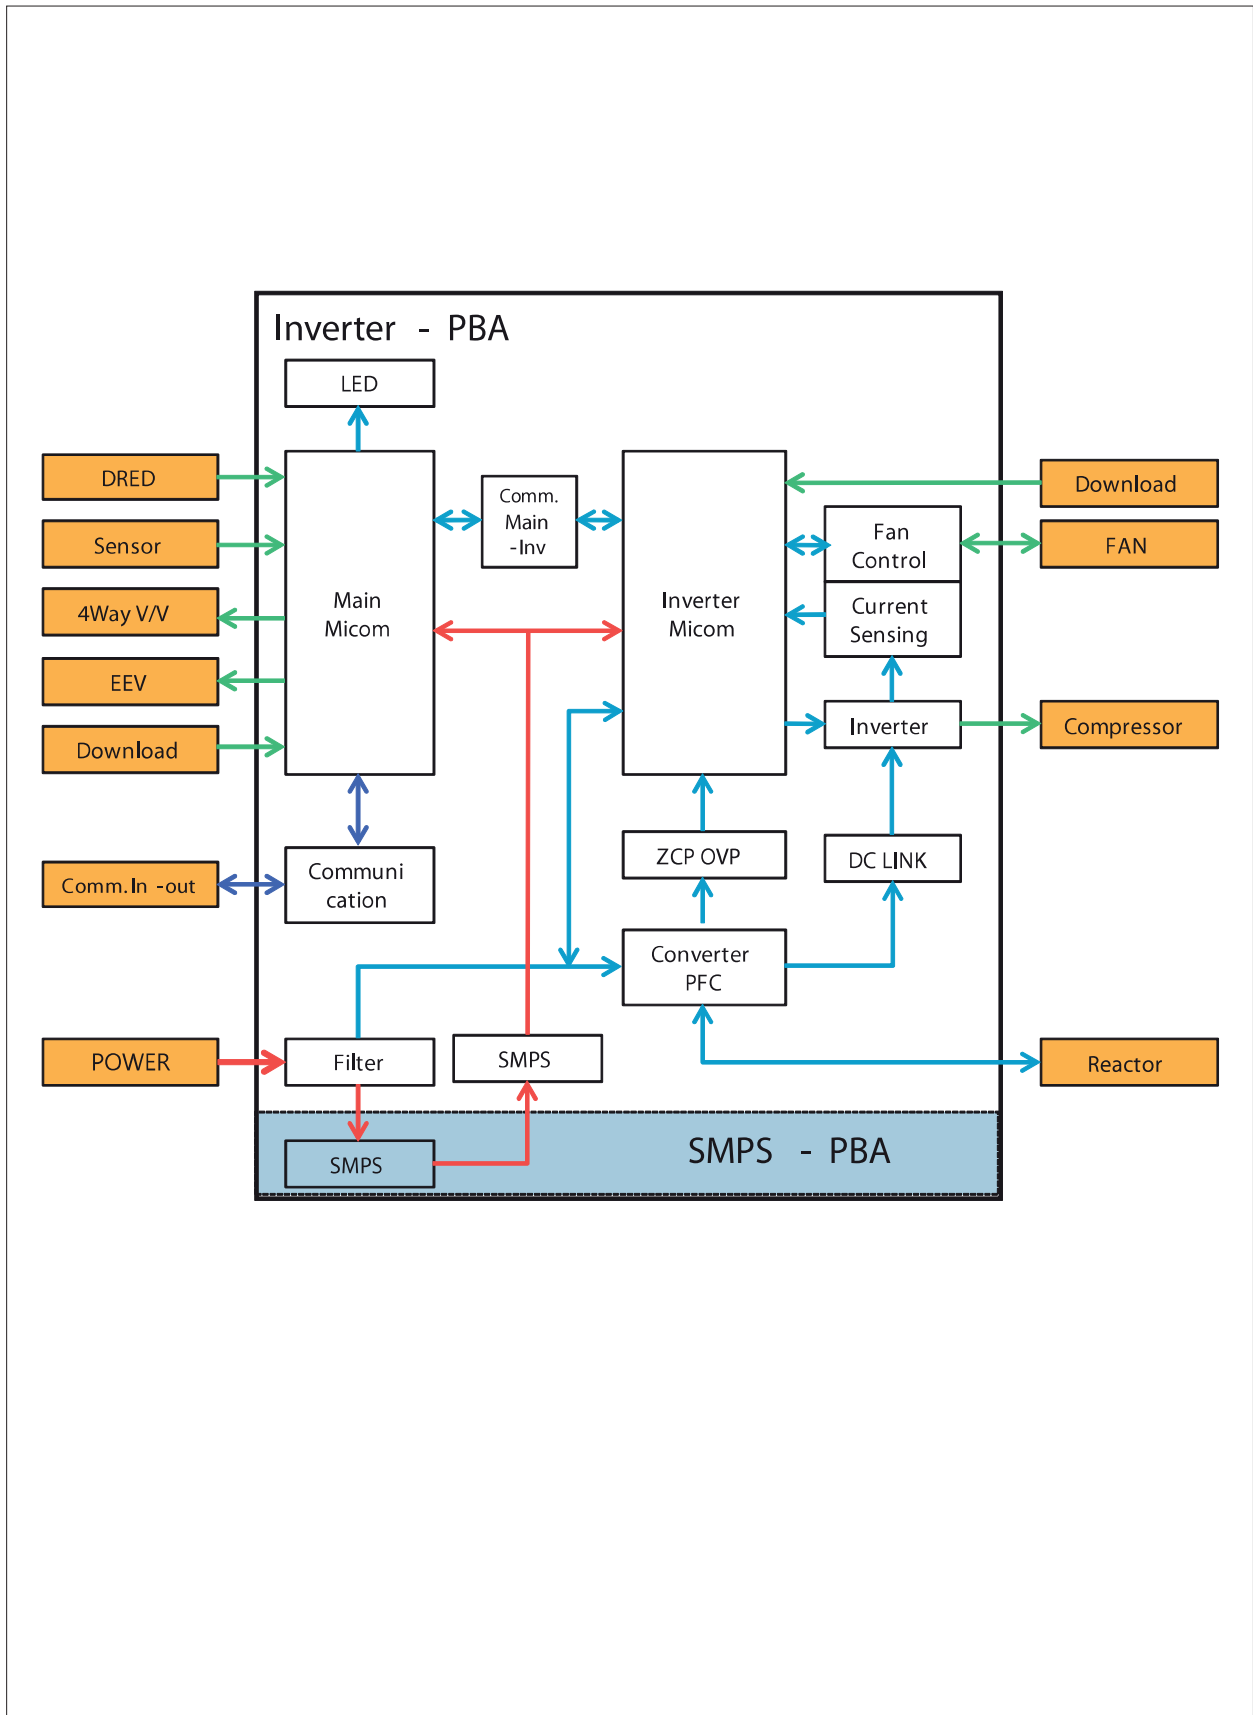 Inverter - PBA
LED
DRED
Sensor
4Way V/V
EEV
Download
Main
Micom
Comm.
Main
-Inv
Inverter
Micom
Fan
Control
Current
Sensing
Inverter
Download
FAN
Compressor
ZCP OVP
DC LINK
Comm.In -out
Communi
cation
Converter
PFC
POWER
Filter
SMPS
Reactor
SMPS
SMPS - PBA